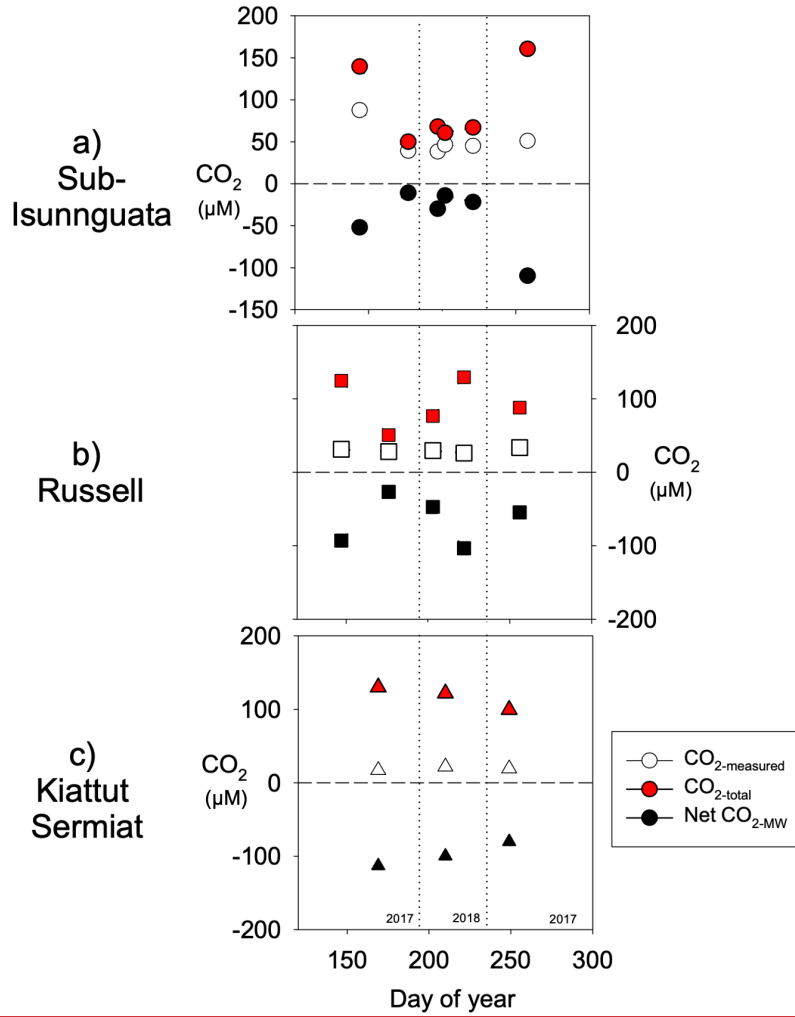 200
150
100
50
0
-50
-100
-150
a)
Sub-
Isunnguata
CO2
(µM)
200
100
0
-100
-200
b)
Russell
CO2
(µM)
200
100
0
-100
-200
c)
Kiattut
Sermiat
CO2
(µM)
CO2-measured
CO2-total
Net CO2-MW
2017 2018 2017
150 200 250 300
Day of year